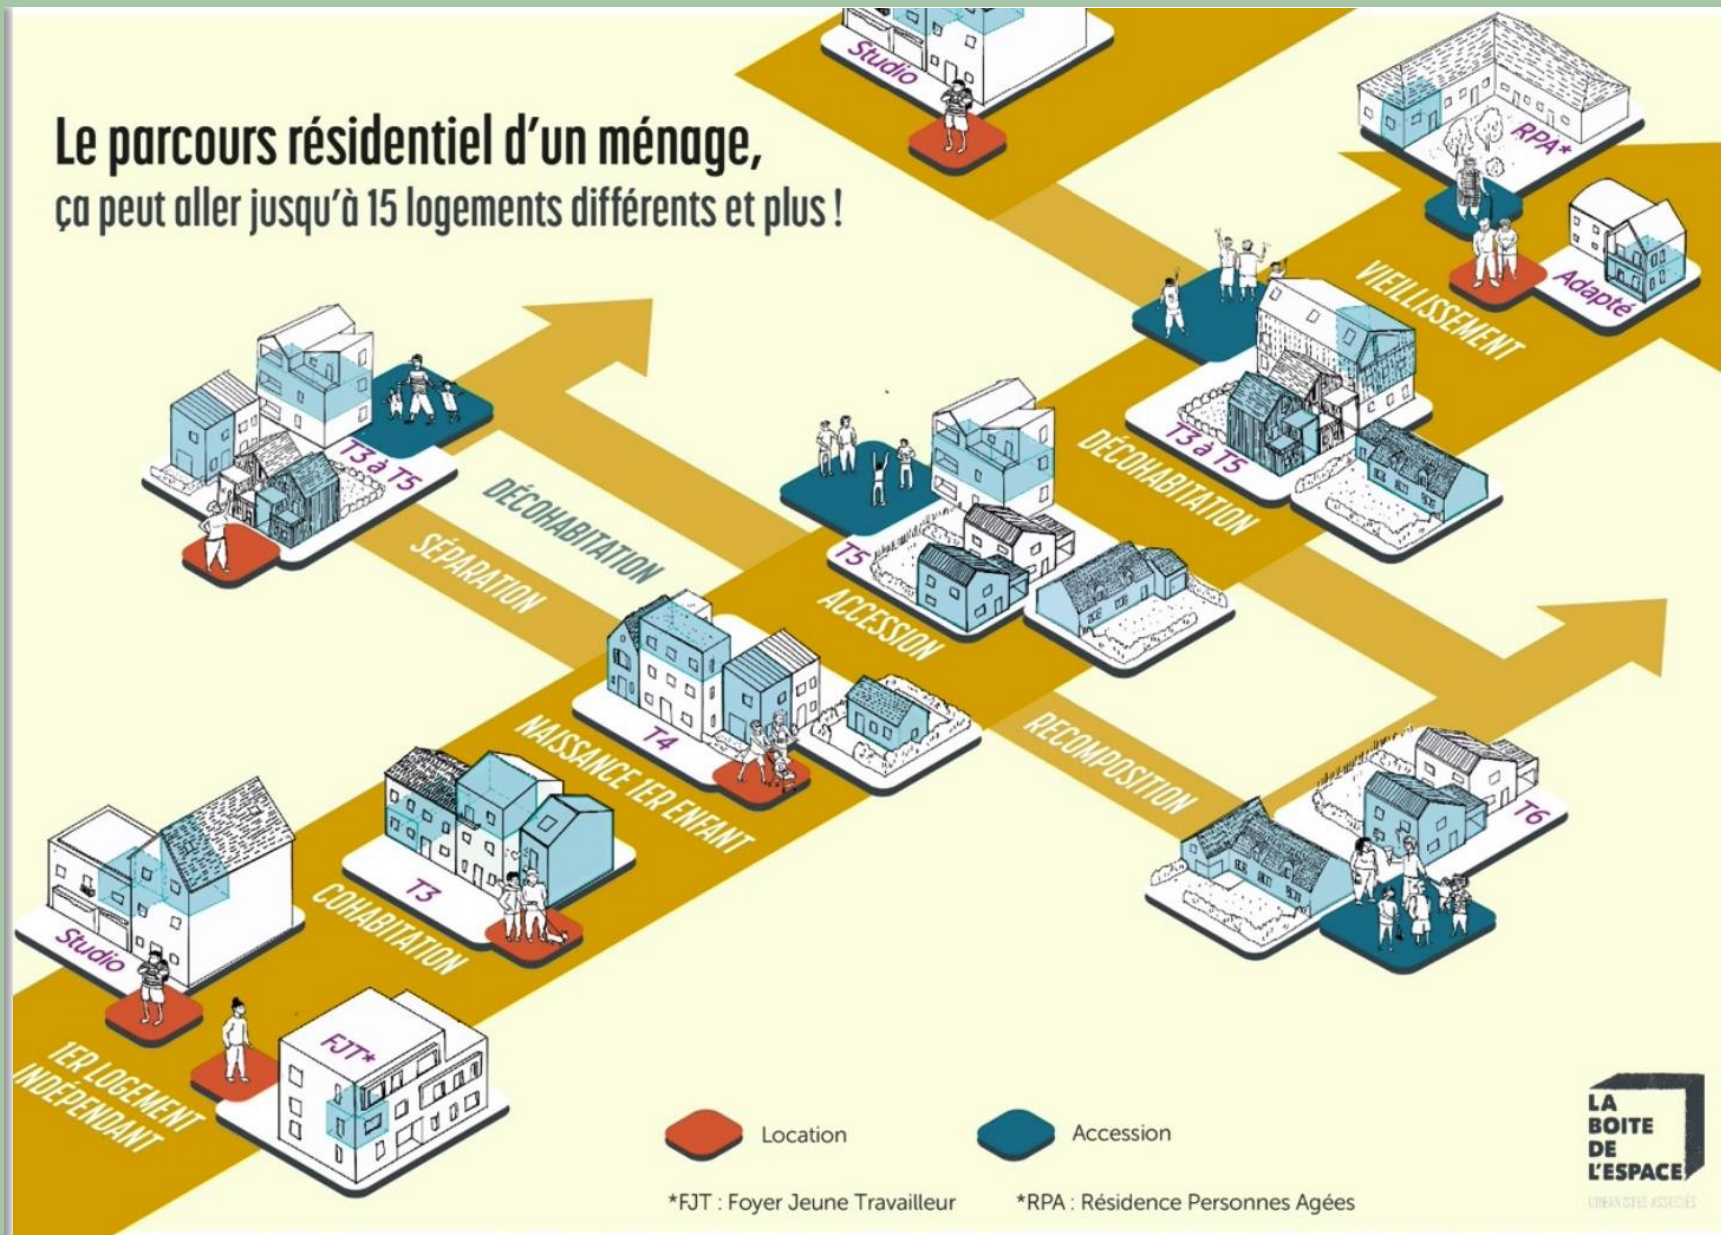 Le parcours résidentiel d'un ménage,
ça peut aller jusqu'à 15 logements différents et plus !
Studio
RPA*
Adapté
VIEILLISSEMENT
T3 à T5
DÉCOHABITATION
T3 à T5
DÉCOHABITATION
SÉPARATION
T5
ACCESSION
T4
NAISSANCE 1ER ENFANT
RECOMPOSITION
T6
T3
COHABITATION
Studio
FJT*
1ER LOGEMENT
INDÉPENDANT
Location
Accession
*FJT : Foyer Jeune Travailleur
*RPA : Résidence Personnes Agées
LA
BOITE
DE
L'ESPACE
URBANISTES ASSOCIÉS